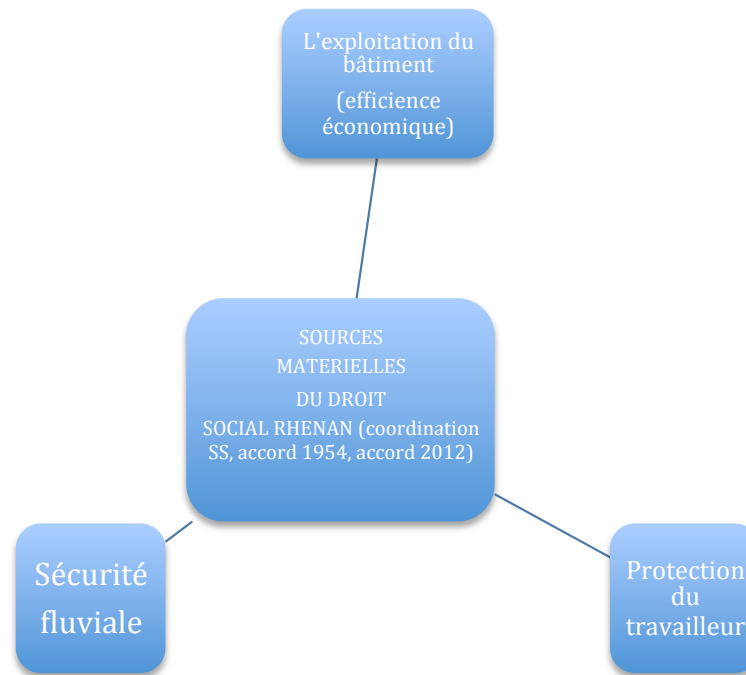 L'exploitation du
bâtiment
(efficience
économique)
SOURCES
MATERIELLES
DU DROIT
SOCIAL RHENAN (coordination
SS, accord 1954, accord 2012)
Sécurité
fluviale
Protection
du
travailleur